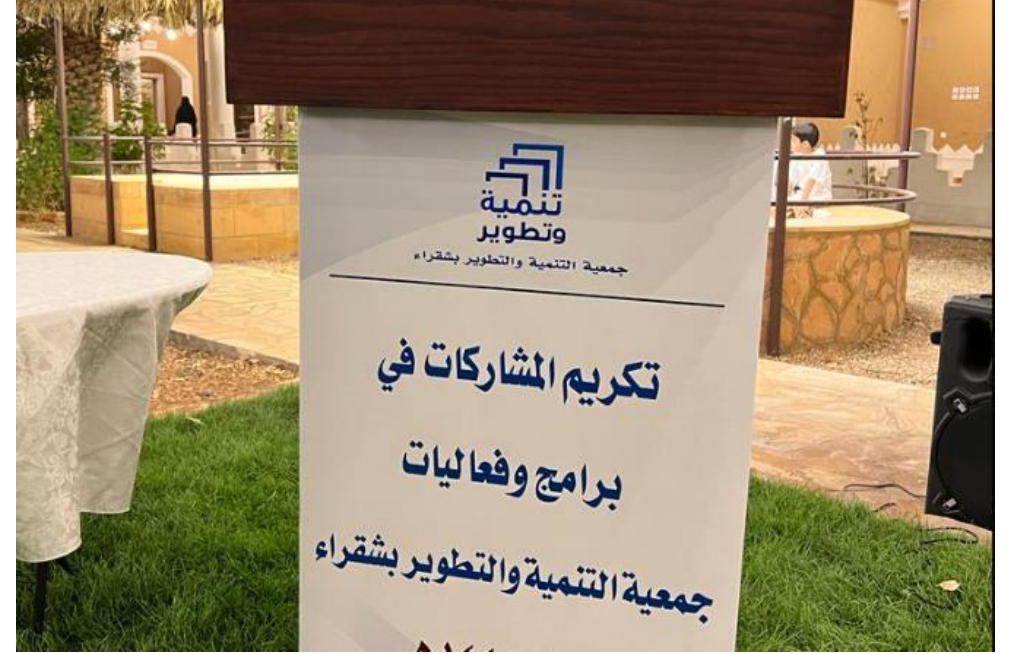 تنمية
وتطوير
جمعية التنمية والتطوير بشقراء
تكريم المشاركات في
برامج وفعاليات
جمعية التنمية والتطوير بشقراء